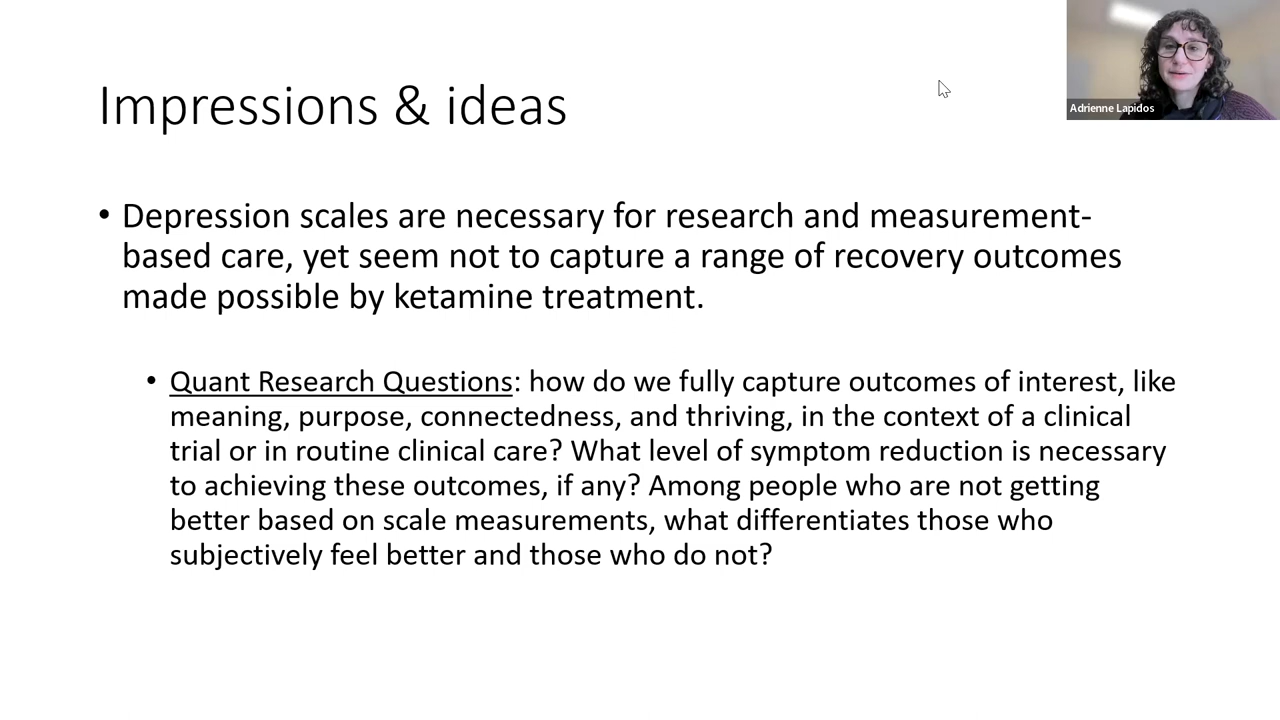 Adrienne Lapidos
Impressions & ideas
• Depression scales are necessary for research and measurement-
based care, yet seem not to capture a range of recovery outcomes
made possible by ketamine treatment.
• Quant Research Questions: how do we fully capture outcomes of interest, like
meaning, purpose, connectedness, and thriving, in the context of a clinical
trial or in routine clinical care? What level of symptom reduction is necessary
to achieving these outcomes, if any? Among people who are not getting
better based on scale measurements, what differentiates those who
subjectively feel better and those who do not?